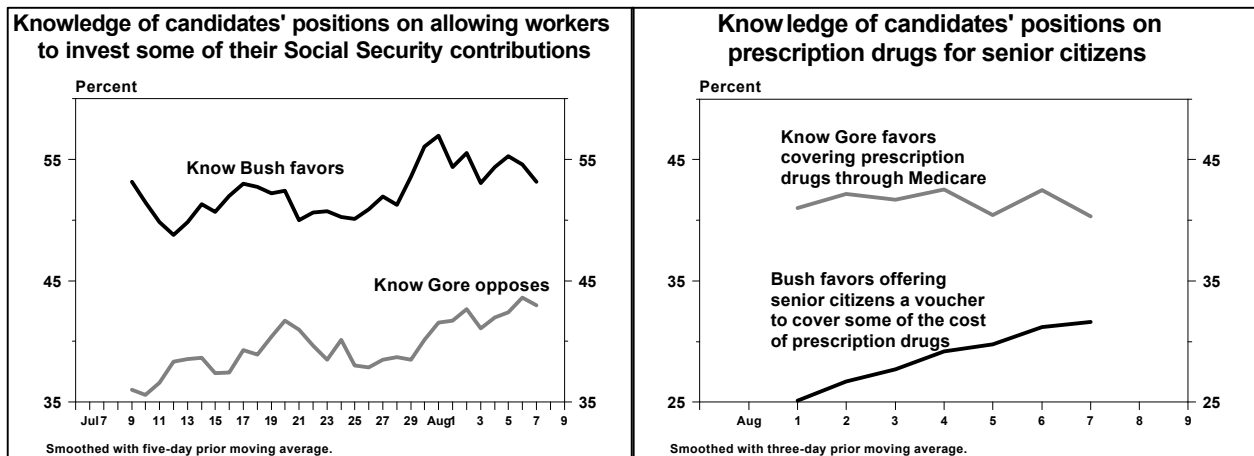 Knowledge of candidates' positions on allowing workers
to invest some of their Social Security contributions
Percent
55
55
Know Bush favors
45
45
Know Gore opposes
35
35
Jul 7 9 11 13 15 17 19 21 23 25 27 29 Aug 1 3 5 7 9
Smoothed with five-day prior moving average.
Knowledge of candidates' positions on
prescription drugs for senior citizens
Percent
Know Gore favors
covering prescription
drugs through Medicare
45
45
35
35
Bush favors offering
senior citizens a voucher
to cover some of the cost
of prescription drugs
25
25
Aug 1 2 3 4 5 6 7 9
Smoothed with three-day prior moving average.